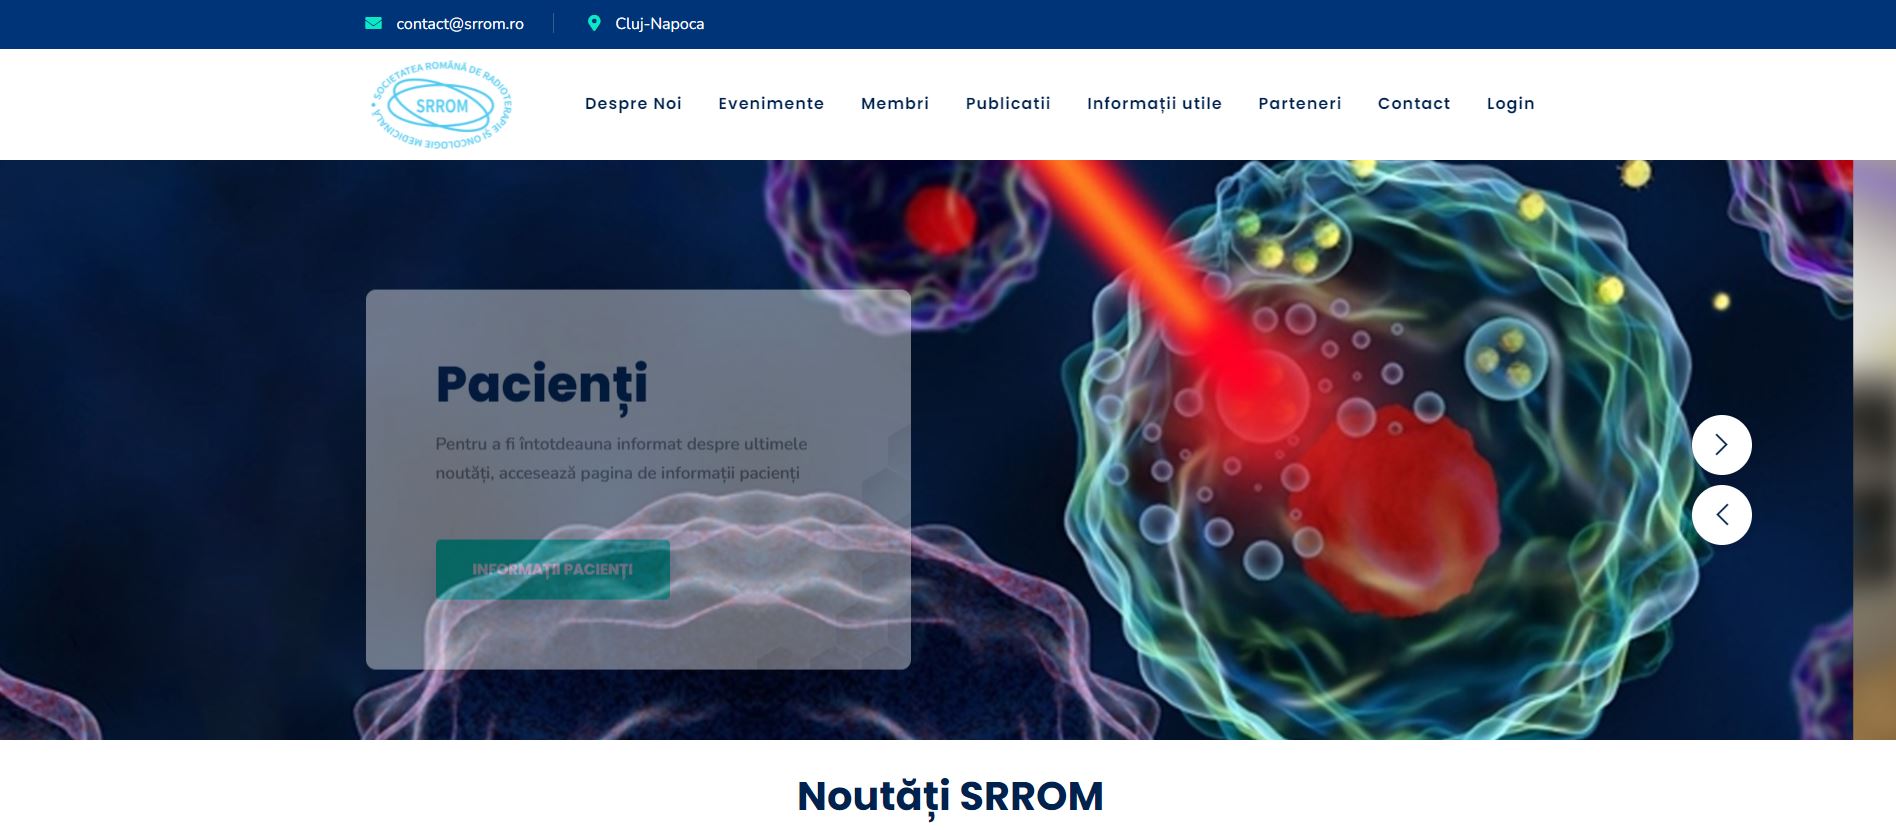 contact@srrom.ro
Cluj-Napoca
SOCIETATEA ROMÂNĂ DE RADIOTERAPIE ȘI ONCOLOGIE MEDICINALĂ
SRROM
Despre Noi
Evenimente
Membri
Publicatii
Informații utile
Parteneri
Contact
Login
Pacienți
Pentru a fi întotdeauna informat despre ultimele
noutăți, accesează pagina de informații pacienți
INFORMAȚII PACIENȚI
Noutăți SRROM